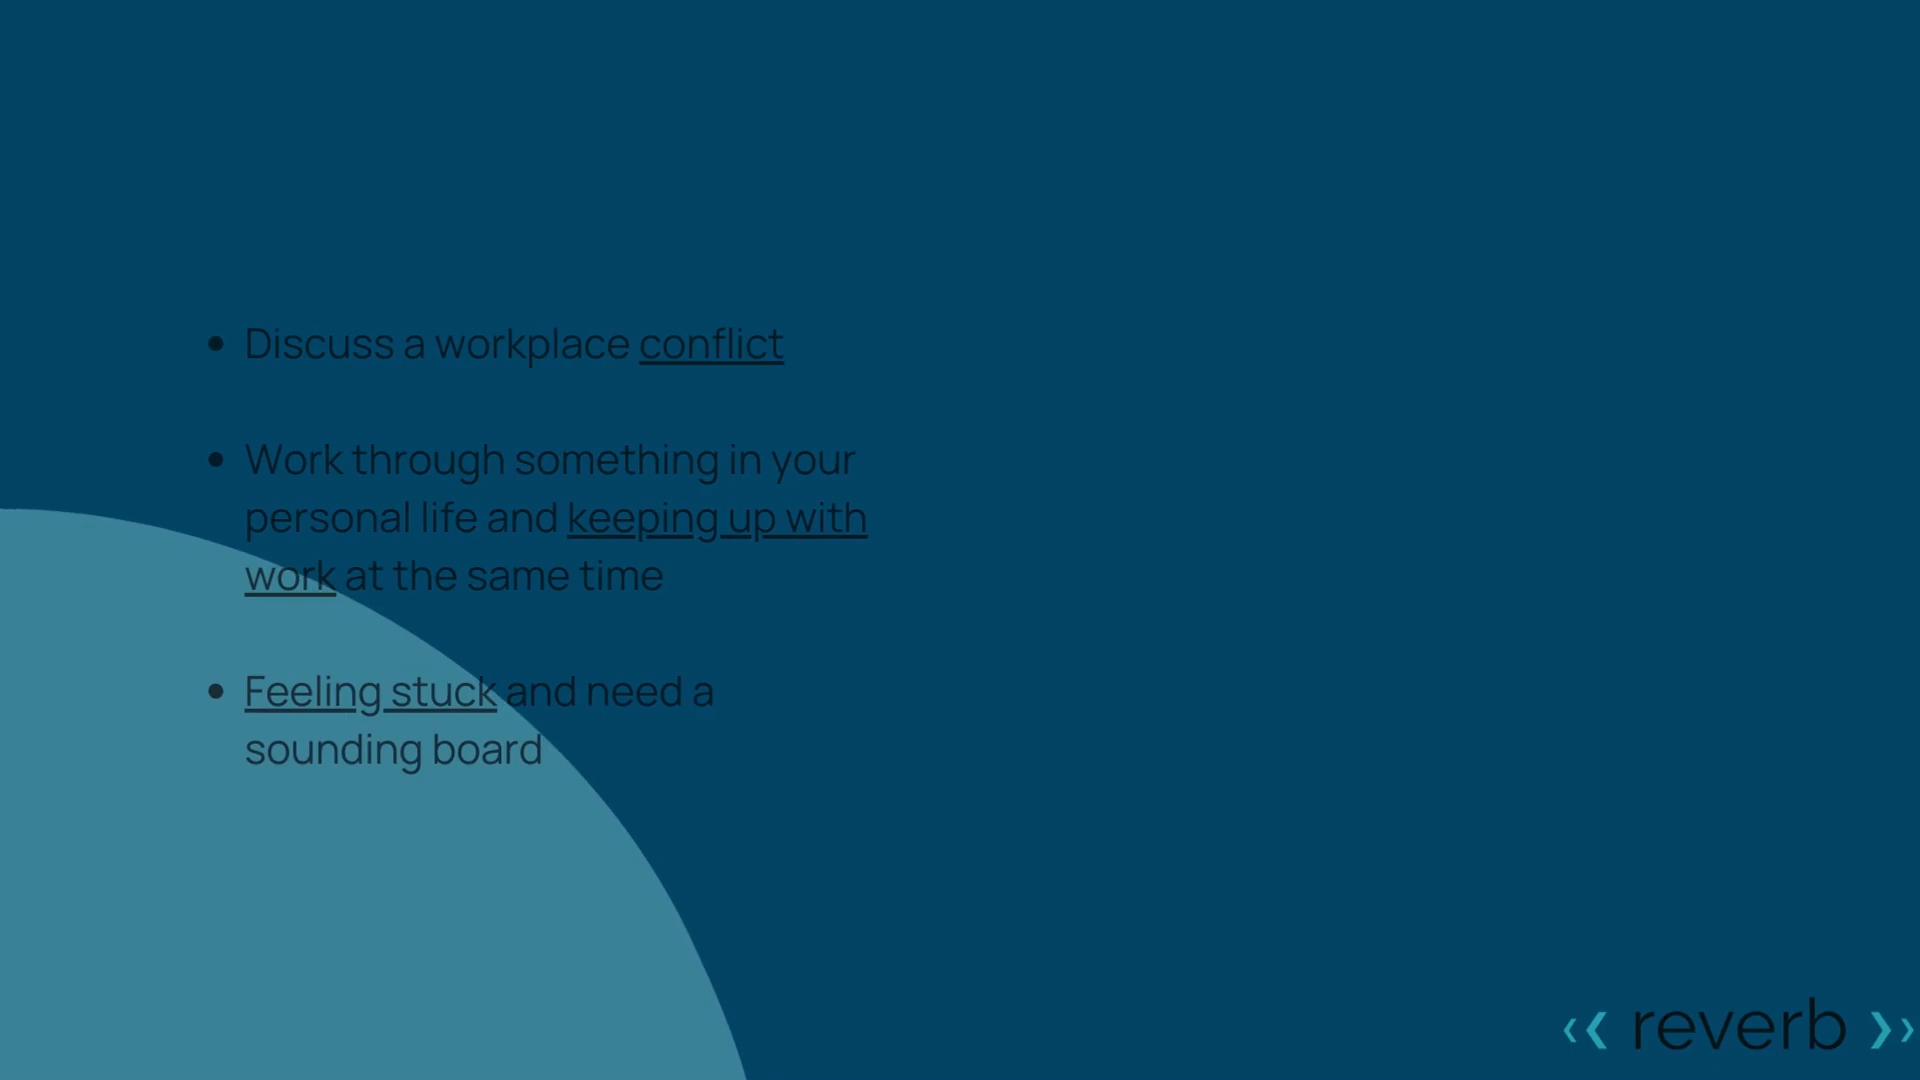 • Discuss a workplace conflict
• Work through something in your
personal life and keeping up with
work at the same time
• Feeling stuck and need a
sounding board
‹‹ reverb ››